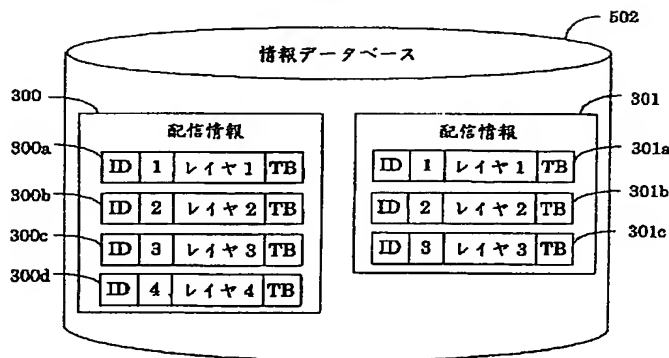 502
情報データベース
300
301
配信情報
配信情報
300a
ID 1 レイヤ1 TB
300b
ID 2 レイヤ2 TB
300c
ID 3 レイヤ3 TB
300d
ID 4 レイヤ4 TB
ID 1 レイヤ1 TB
301a
ID 2 レイヤ2 TB
301b
ID 3 レイヤ3 TB
301c